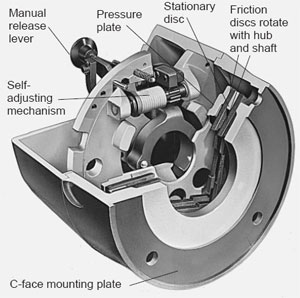 Manual
release
lever
Pressure
plate
Stationary
disc
Friction
discs rotate
with hub
and shaft
Self-
adjusting
mechanism
C-face mounting plate